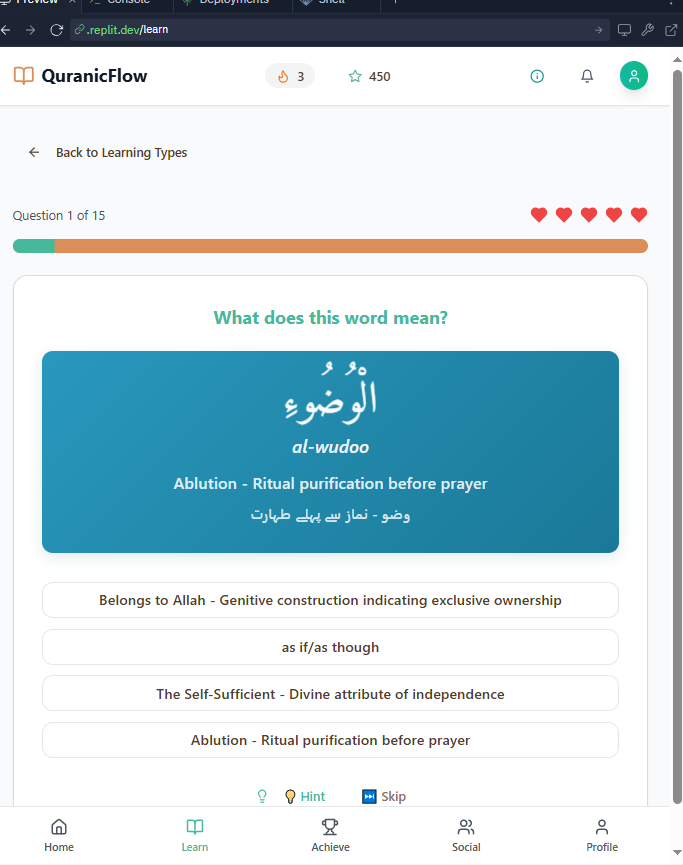 Preview
Console
Deployments
Shell
.replit.dev/learn
QuranicFlow
3
450
Back to Learning Types
Question 1 of 15
What does this word mean?
الْوُضُوءِ
al-wudoo
Ablution - Ritual purification before prayer
وضو - نماز سے پہلے طہارت
Belongs to Allah - Genitive construction indicating exclusive ownership
as if/as though
The Self-Sufficient - Divine attribute of independence
Ablution - Ritual purification before prayer
Hint
Skip
Home
Learn
Achieve
Social
Profile